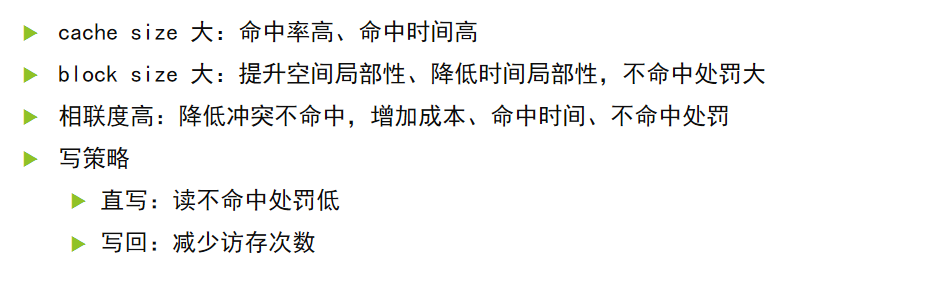 cache size 大：命中率高、命中时间高
block size 大：提升空间局部性、降低时间局部性，不命中处罚大
相联度高：降低冲突不命中，增加成本、命中时间、不命中处罚
写策略
直写：读不命中处罚低
写回：减少访存次数